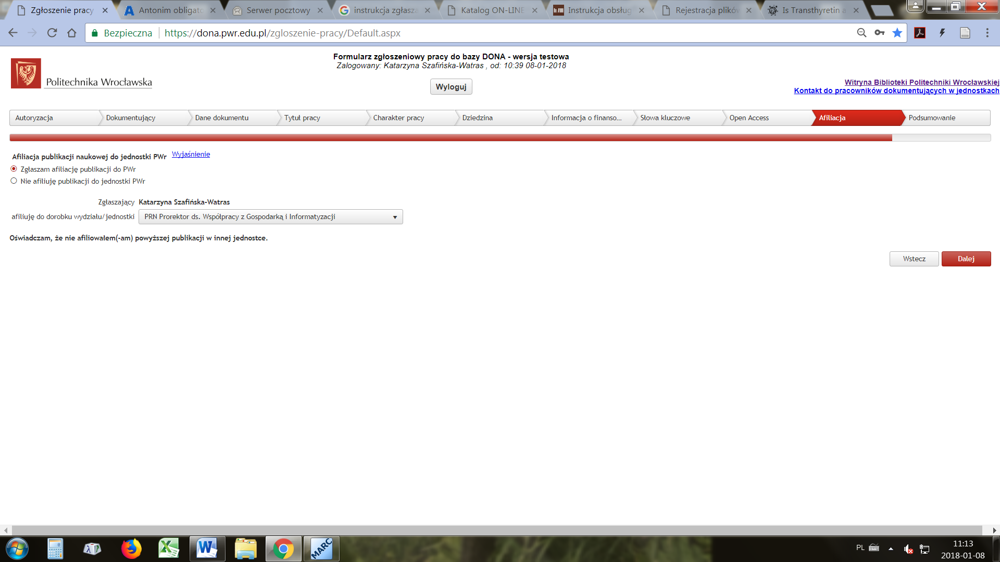 Zgłoszenie pracy
Antonim obligato
Serwer pocztowy
instrukcja zgłasza
Katalog ON-LINE
Instrukcja obsług
Rejestracja plikó
Is Transthyretin a
Bezpieczna
https://dona.pwr.edu.pl/zgloszenie-pracy/Default.aspx
Formularz zgłoszeniowy pracy do bazy DONA - wersja testowa
Zalogowany: Katarzyna Szafińska-Watras , od: 10:39 08-01-2018
Politechnika Wrocławska
Wyloguj
Witryna Biblioteki Politechniki Wrocławskiej
Kontakt do pracowników dokumentujących w jednostkach
Autoryzacja
Dokumentujący
Dane dokumentu
Tytuł pracy
Charakter pracy
Dziedzina
Informacja o finanso...
Słowa kluczowe
Open Access
Afiliacja
Podsumowanie
Afiliacja publikacji naukowej do jednostki PWr Wyjaśnienie
Zgłaszam afiliację publikacji do PWr
Nie afiliuję publikacji do jednostki PWr
Zgłaszający Katarzyna Szafińska-Watras
afiliuję do dorobku wydziału/jednostki PRN Prorektor ds. Współpracy z Gospodarką i Informatyzacji
Oświadczam, że nie afiliowałem(-am) powyższej publikacji w innej jednostce.
Wstecz
Dalej
MARC
PL
11:13
2018-01-08